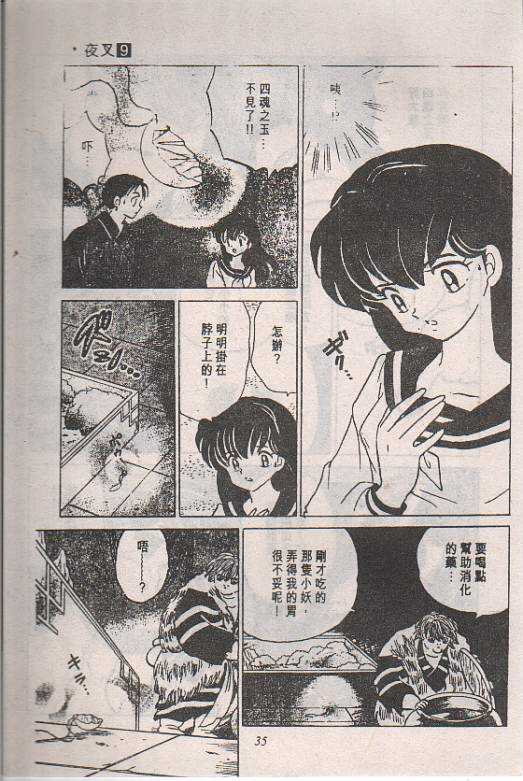 •夜叉9
咦…!?
四魂之玉…
不見了!!
吓…
怎辦?
明明掛在
脖子上的!
要喝點
幫助消化
的藥…
剛才吃的
那隻小妖,
弄得我的胃
很不妥呢!
唔——?
キィ…
35